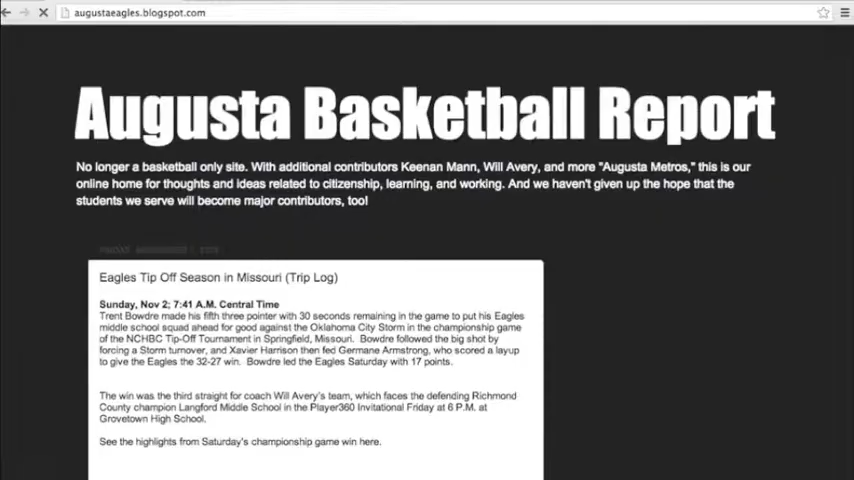 augustaeagles.blogspot.com
Augusta Basketball Report
No longer a basketball only site. With additional contributors Keenan Mann, Will Avery, and more "Augusta Metros," this is our
online home for thoughts and ideas related to citizenship, learning, and working. And we haven't given up the hope that the
students we serve will become major contributors, too!
Eagles Tip Off Season in Missouri (Trip Log)
Sunday, Nov 2; 7:41 A.M. Central Time
Trent Bowdre made his fifth three pointer with 30 seconds remaining in the game to put his Eagles
middle school squad ahead for good against the Oklahoma City Storm in the championship game
of the NCHBC Tip-Off Tournament in Springfield, Missouri. Bowdre followed the big shot by
forcing a Storm turnover, and Xavier Harrison then fed Germane Armstrong, who scored a layup
to give the Eagles the 32-27 win. Bowdre led the Eagles Saturday with 17 points.
The win was the third straight for coach Will Avery's team, which faces the defending Richmond
County champion Langford Middle School in the Player360 Invitational Friday at 6 P.M. at
Grovetown High School.
See the highlights from Saturday's championship game win here.